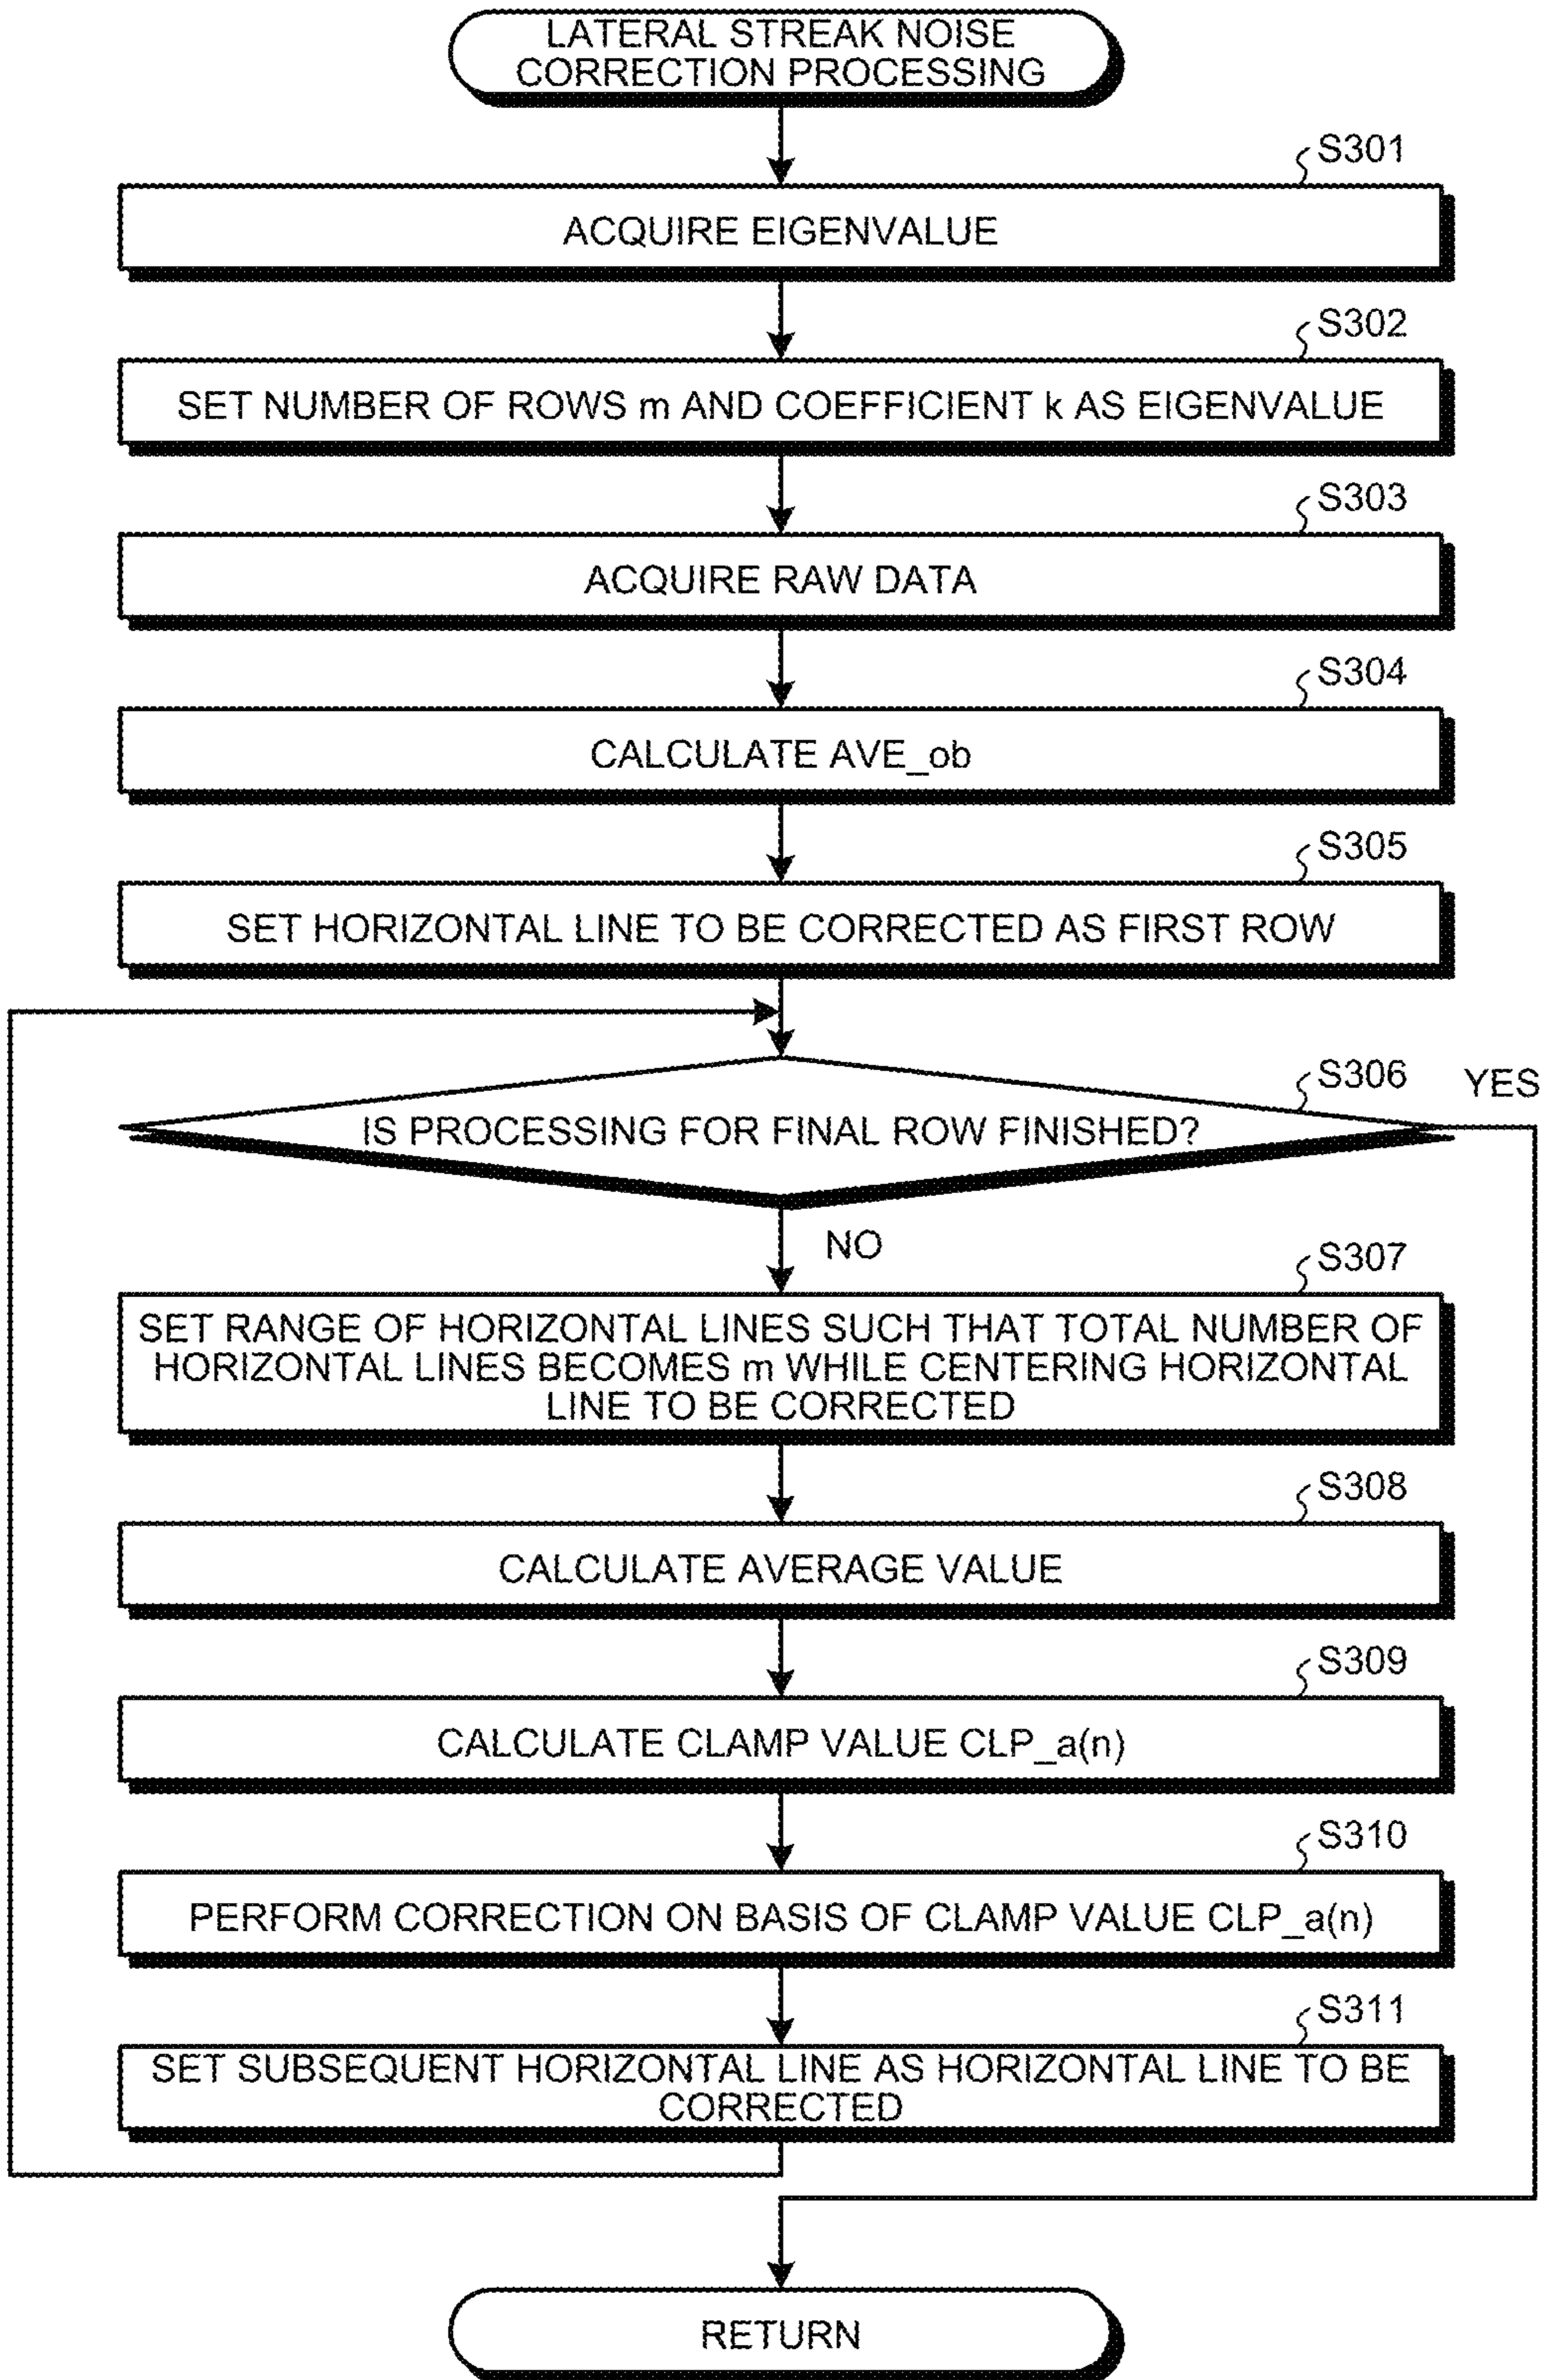 LATERAL STREAK NOISE
CORRECTION PROCESSING
S301
ACQUIRE EIGENVALUE
S302
SET NUMBER OF ROWS m AND COEFFICIENT k AS EIGENVALUE
S303
ACQUIRE RAW DATA
S304
CALCULATE AVE_ob
S305
SET HORIZONTAL LINE TO BE CORRECTED AS FIRST ROW
S306
YES
IS PROCESSING FOR FINAL ROW FINISHED?
NO
S307
SET RANGE OF HORIZONTAL LINES SUCH THAT TOTAL NUMBER OF
HORIZONTAL LINES BECOMES m WHILE CENTERING HORIZONTAL
LINE TO BE CORRECTED
S308
CALCULATE AVERAGE VALUE
S309
CALCULATE CLAMP VALUE CLP_a(n)
S310
PERFORM CORRECTION ON BASIS OF CLAMP VALUE CLP_a(n)
S311
SET SUBSEQUENT HORIZONTAL LINE AS HORIZONTAL LINE TO BE
CORRECTED
RETURN